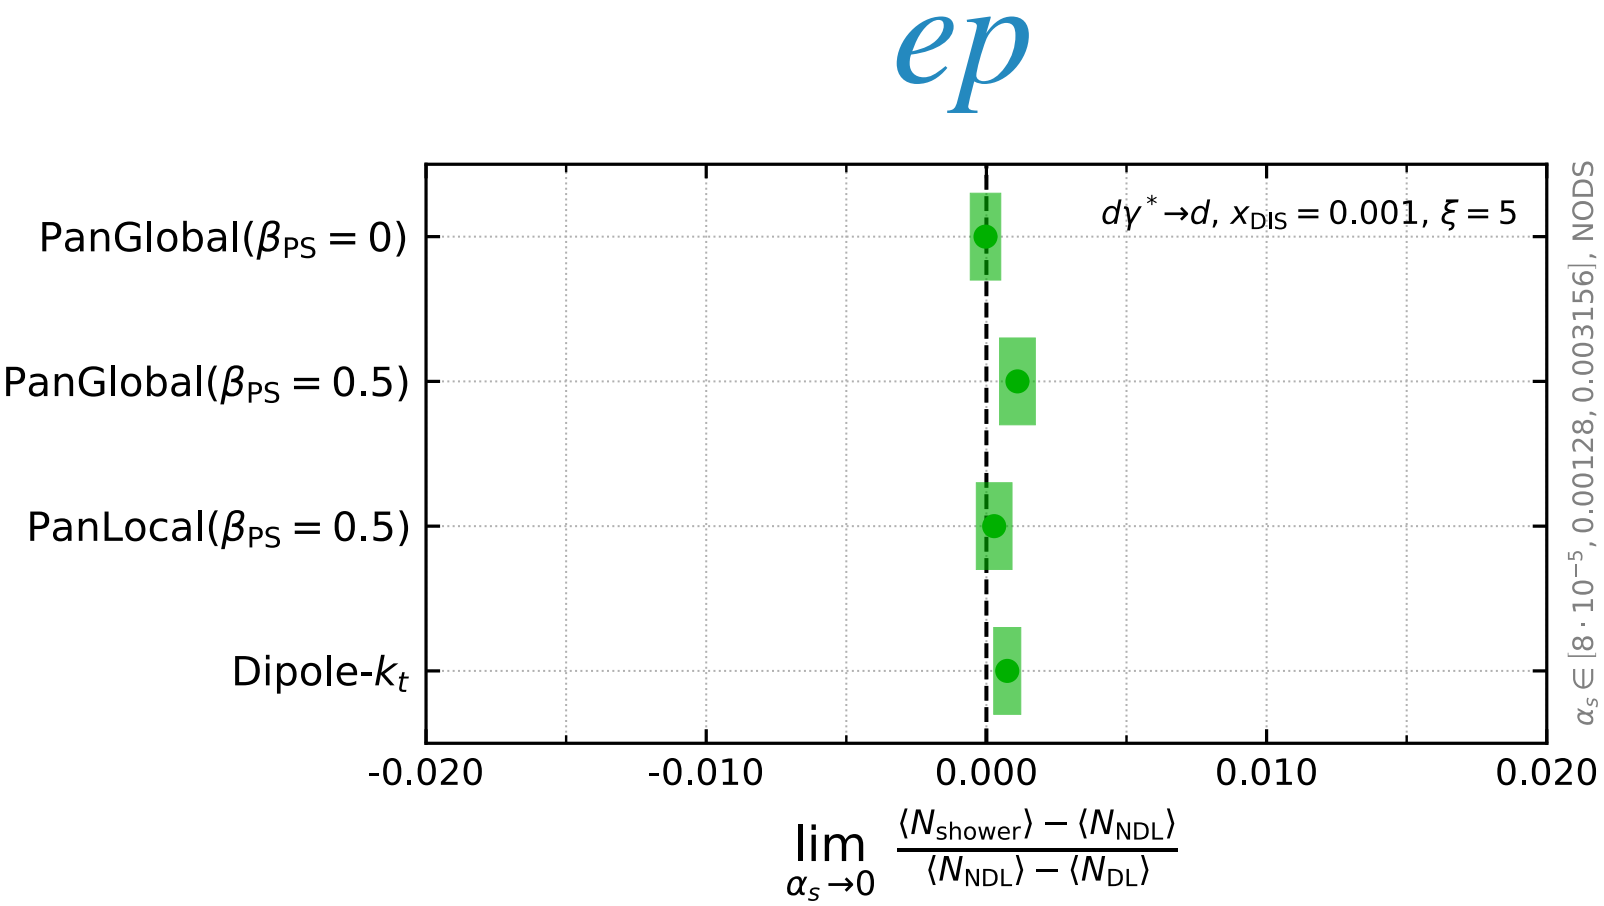 ep
dγ* → d, x_DIS = 0.001, ξ = 5
PanGlobal(β_PS = 0)
PanGlobal(β_PS = 0.5)
PanLocal(β_PS = 0.5)
Dipole-k_t
-0.020 -0.010 0.000 0.010 0.020
lim_{α_s→0} (⟨N_shower⟩ − ⟨N_NDL⟩) / (⟨N_NDL⟩ − ⟨N_DL⟩)
α_s ∈ [8 · 10^{−5}, 0.00128, 0.003156], NODS